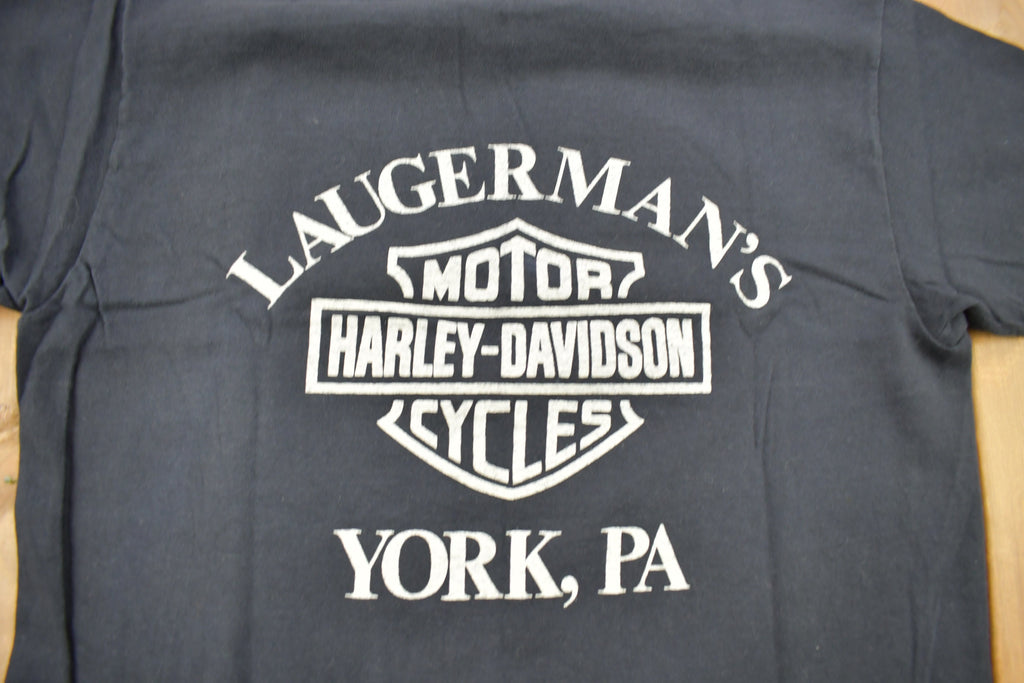 LAUGERMAN'S
MOTOR
HARLEY-DAVIDSON
CYCLES
YORK, PA